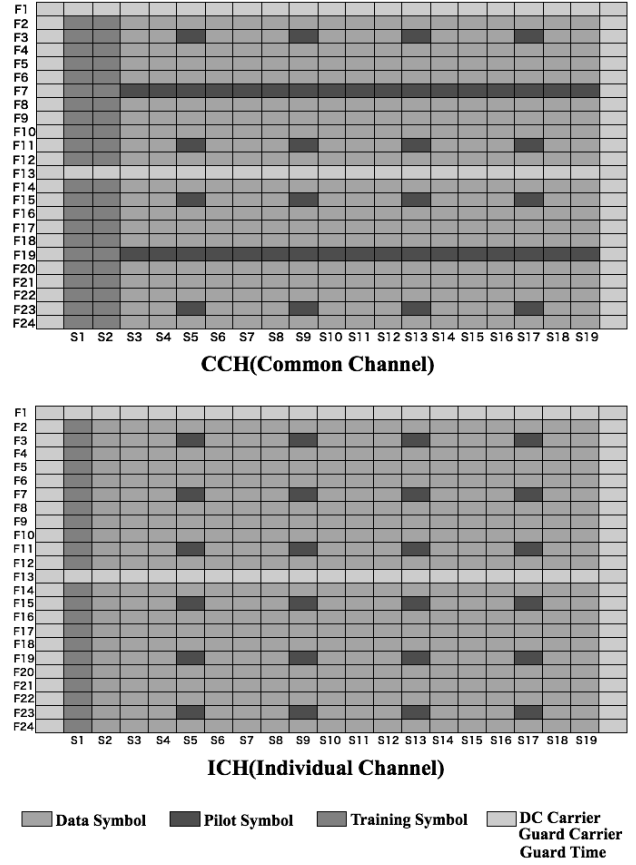 F1
F2
F3
F4
F5
F6
F7
F8
F9
F10
F11
F12
F13
F14
F15
F16
F17
F18
F19
F20
F21
F22
F23
F24
S1 S2 S3 S4 S5 S6 S7 S8 S9 S10 S11 S12 S13 S14 S15 S16 S17 S18 S19
CCH(Common Channel)
F1
F2
F3
F4
F5
F6
F7
F8
F9
F10
F11
F12
F13
F14
F15
F16
F17
F18
F19
F20
F21
F22
F23
F24
S1 S2 S3 S4 S5 S6 S7 S8 S9 S10 S11 S12 S13 S14 S15 S16 S17 S18 S19
ICH(Individual Channel)
Data Symbol
Pilot Symbol
Training Symbol
DC Carrier
Guard Carrier
Guard Time